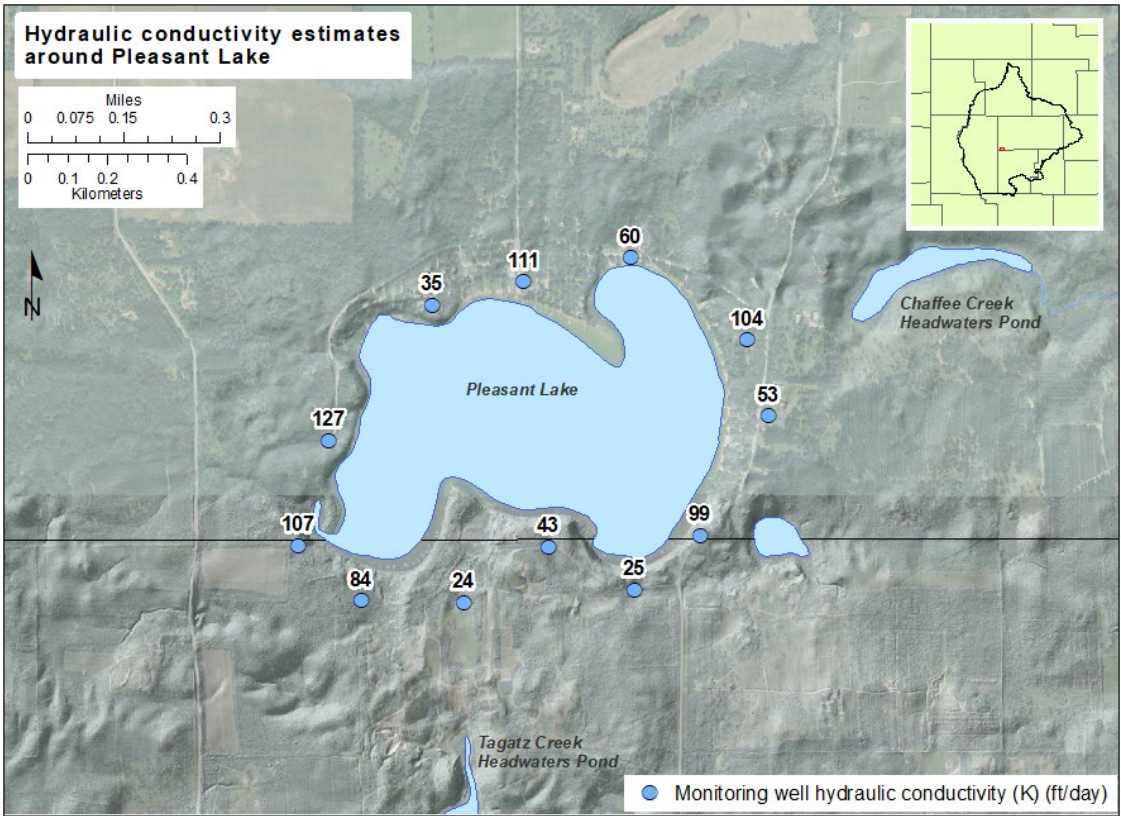 Hydraulic conductivity estimates
around Pleasant Lake
Miles
0 0.075 0.15 0.3
0 0.1 0.2 0.4
Kilometers
N
60
111
35
104
Chaffee Creek
Headwaters Pond
Pleasant Lake
53
127
107
43
99
84
24
25
Tagatz Creek
Headwaters Pond
Monitoring well hydraulic conductivity (K) (ft/day)